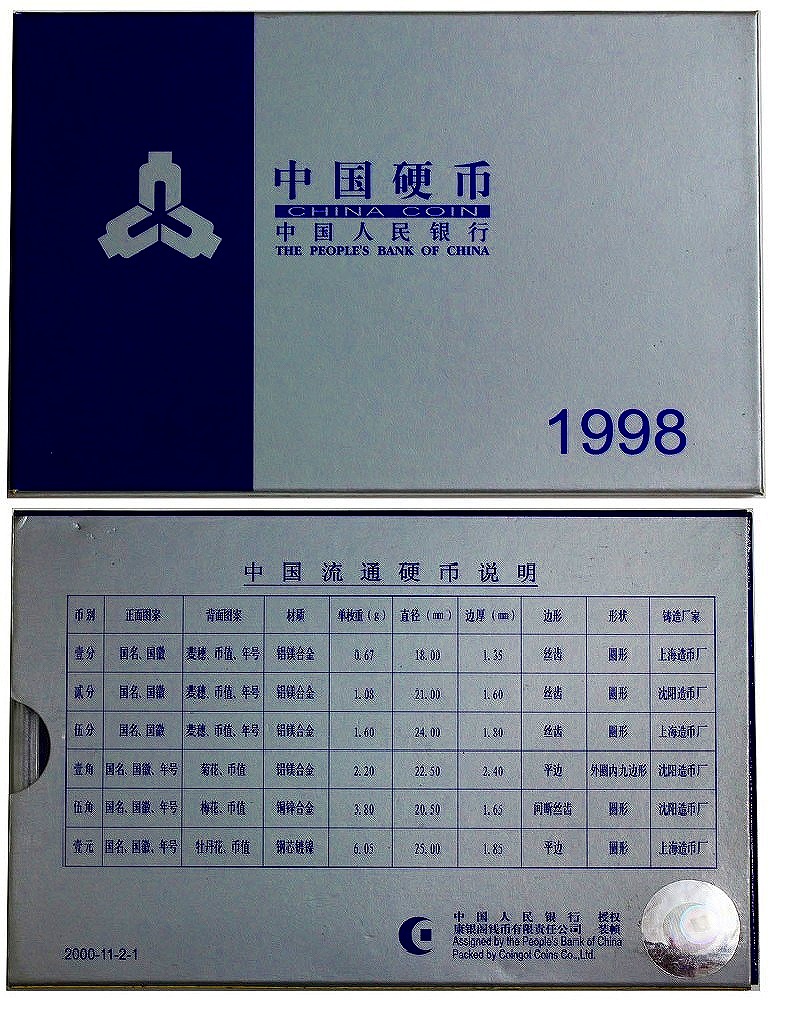 中国硬币
CHINA COIN
中国人民银行
THE PEOPLE'S BANK OF CHINA
1998
中国流通硬币说明
币别 正面图案 背面图案 材质 单枚重(g) 直径(mm) 边厚(mm) 边形 形状 铸造厂家
壹分 国名、国徽 麦穗、币值、年号 铝镁合金 0.67 18.00 1.35 丝齿 圆形 上海造币厂
贰分 国名、国徽 麦穗、币值、年号 铝镁合金 1.08 21.00 1.60 丝齿 圆形 沈阳造币厂
伍分 国名、国徽 麦穗、币值、年号 铝镁合金 1.60 24.00 1.80 丝齿 圆形 上海造币厂
壹角 国名、国徽、年号 菊花、币值 铝镁合金 2.20 22.50 2.40 平边 外圆内九边形 沈阳造币厂
伍角 国名、国徽、年号 梅花、币值 铜锌合金 3.80 20.50 1.65 间断丝齿 圆形 沈阳造币厂
壹元 国名、国徽、年号 牡丹花、币值 钢芯镀镍 6.05 25.00 1.85 平边 圆形 上海造币厂
中国人民银行 授权
康银阁钱币有限责任公司 装帧
Assigned by the People's Bank of China
Packed by Coingot Coins Co.,Ltd.
2000-11-2-1